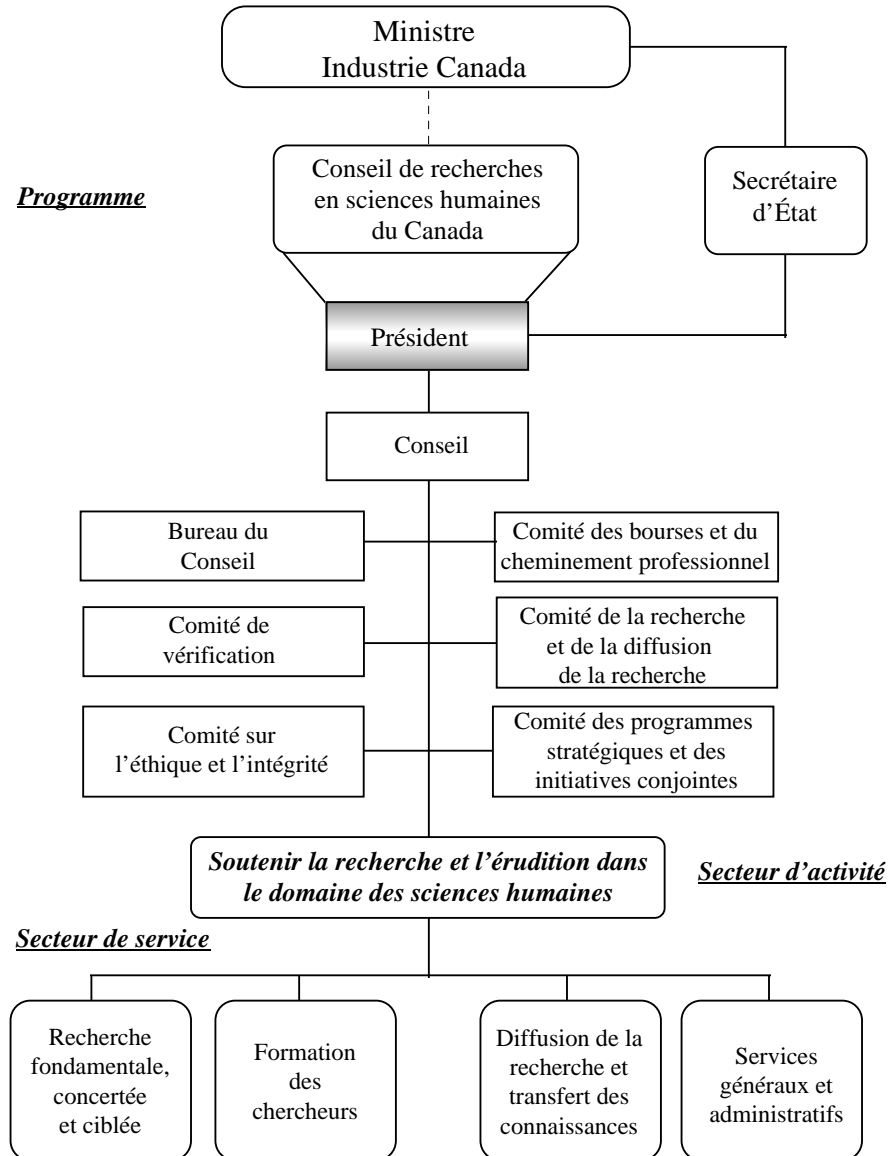 Ministre
Industrie Canada
Conseil de recherches
en sciences humaines
du Canada
Programme
Secrétaire
d’État
Président
Conseil
Bureau du
Conseil
Comité des bourses et du
cheminement professionnel
Comité de
vérification
Comité de la recherche
et de la diffusion
de la recherche
Comité sur
l’éthique et l’intégrité
Comité des programmes
stratégiques et des
initiatives conjointes
Soutenir la recherche et l’érudition dans
le domaine des sciences humaines
Secteur d’activité
Secteur de service
Recherche
fondamentale,
concertée
et ciblée
Formation
des
chercheurs
Diffusion de la
recherche et
transfert des
connaissances
Services
généraux et
administratifs